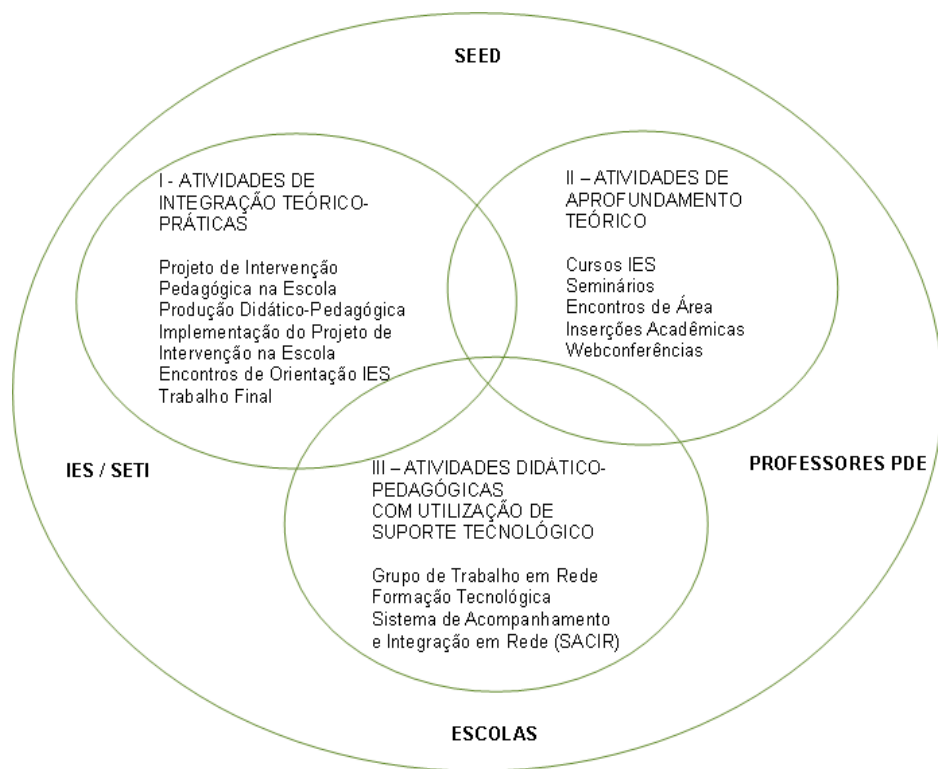 SEED
I - ATIVIDADES DE
INTEGRAÇÃO TEÓRICO-
PRÁTICAS
Projeto de Intervenção
Pedagógica na Escola
Produção Didático-Pedagógica
Implementação do Projeto de
Intervenção na Escola
Encontros de Orientação IES
Trabalho Final
II – ATIVIDADES DE
APROFUNDAMENTO
TEÓRICO
Cursos IES
Seminários
Encontros de Área
Inserções Acadêmicas
Webconferências
IES / SETI
PROFESSORES PDE
III – ATIVIDADES DIDÁTICO-
PEDAGÓGICAS
COM UTILIZAÇÃO DE
SUPORTE TECNOLÓGICO
Grupo de Trabalho em Rede
Formação Tecnológica
Sistema de Acompanhamento
e Integração em Rede (SACIR)
ESCOLAS